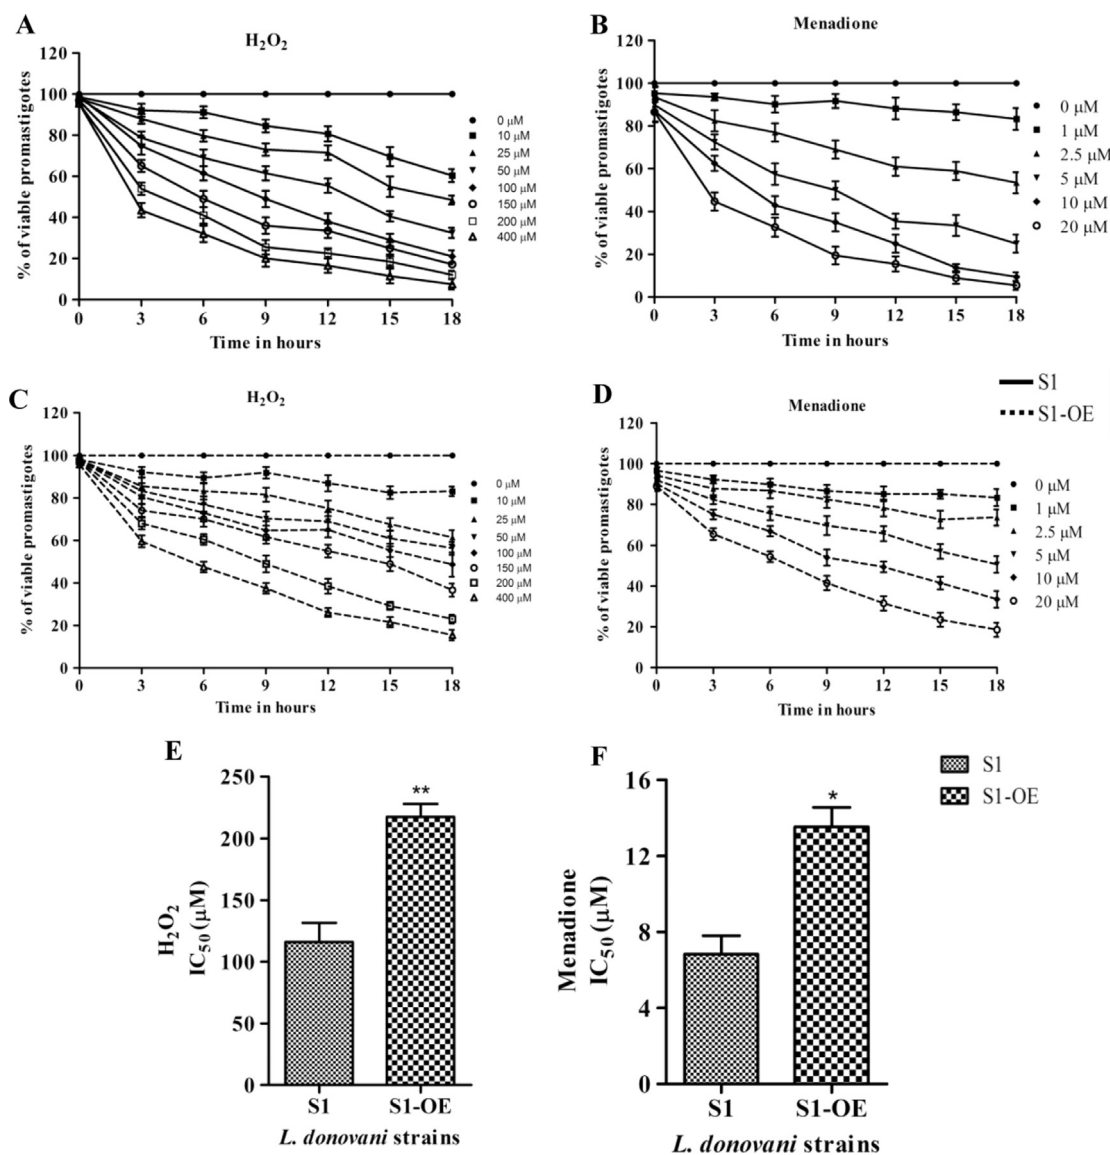 A
H₂O₂
% of viable promastigotes
120
100
80
60
40
20
0
0 3 6 9 12 15 18
Time in hours
0 μM
10 μM
25 μM
50 μM
100 μM
150 μM
200 μM
400 μM
B
Menadione
% of viable promastigotes
120
100
80
60
40
20
0
0 3 6 9 12 15 18
Time in hours
0 μM
1 μM
2.5 μM
5 μM
10 μM
20 μM
C
H₂O₂
% of viable promastigotes
120
100
80
60
40
20
0
0 3 6 9 12 15 18
Time in hours
0 μM
10 μM
25 μM
50 μM
100 μM
150 μM
200 μM
400 μM
D
Menadione
S1
S1-OE
% of viable promastigotes
120
100
80
60
40
20
0
0 3 6 9 12 15 18
Time in hours
0 μM
1 μM
2.5 μM
5 μM
10 μM
20 μM
E
H₂O₂
IC₅₀ (μM)
250
200
150
100
50
0
**
S1 S1-OE
L. donovani strains
F
Menadione
IC₅₀ (μM)
16
12
8
4
0
*
S1 S1-OE
L. donovani strains
S1
S1-OE